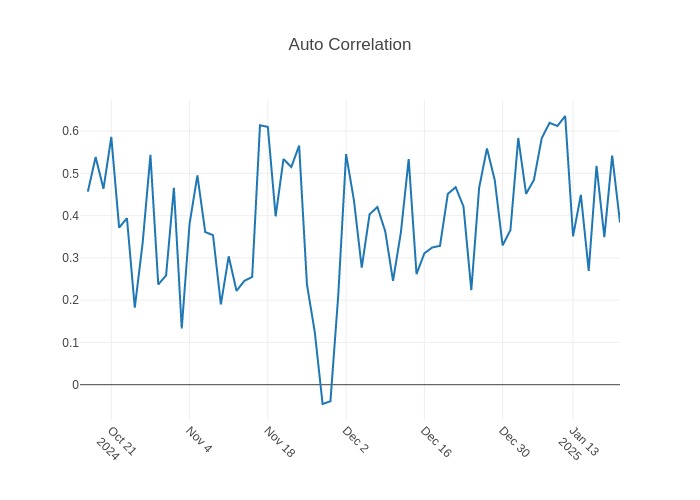 Auto Correlation
0.6
0.5
0.4
0.3
0.2
0.1
0
Oct 21
2024
Nov 4
Nov 18
Dec 2
Dec 16
Dec 30
Jan 13
2025